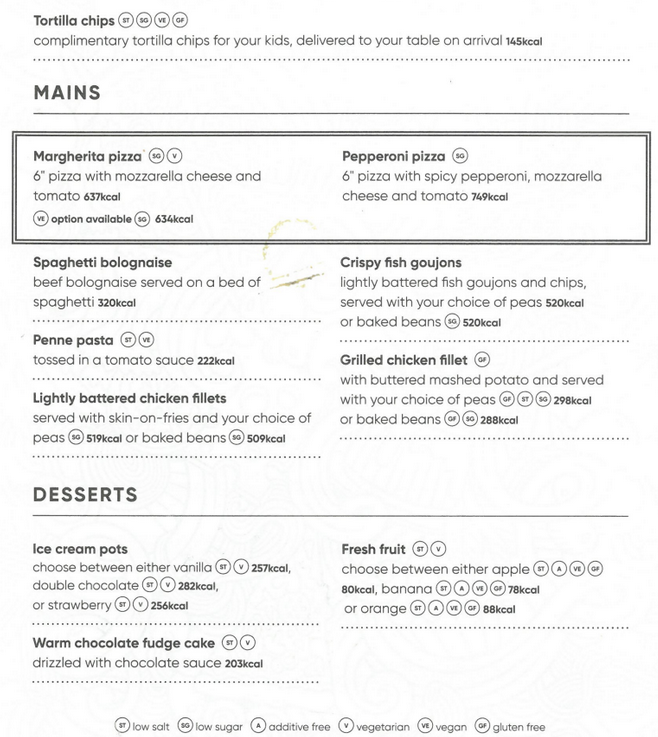 Tortilla chips ST SG VE GF
complimentary tortilla chips for your kids, delivered to your table on arrival 145kcal
MAINS
Margherita pizza SG V
6" pizza with mozzarella cheese and
tomato 637kcal
VE option available SG 634kcal
Pepperoni pizza SG
6" pizza with spicy pepperoni, mozzarella
cheese and tomato 749kcal
Spaghetti bolognaise
beef bolognaise served on a bed of
spaghetti 320kcal
Penne pasta ST VE
tossed in a tomato sauce 222kcal
Lightly battered chicken fillets
served with skin-on-fries and your choice of
peas SG 519kcal or baked beans SG 509kcal
Crispy fish goujons
lightly battered fish goujons and chips,
served with your choice of peas 520kcal
or baked beans SG 520kcal
Grilled chicken fillet GF
with buttered mashed potato and served
with your choice of peas GF ST SG 298kcal
or baked beans GF SG 288kcal
DESSERTS
Ice cream pots
choose between either vanilla ST V 257kcal,
double chocolate ST V 282kcal,
or strawberry ST V 256kcal
Warm chocolate fudge cake ST V
drizzled with chocolate sauce 203kcal
Fresh fruit ST V
choose between either apple ST A VE GF
80kcal, banana ST A VE GF 78kcal
or orange ST A VE GF 88kcal
ST low salt SG low sugar A additive free V vegetarian VE vegan GF gluten free